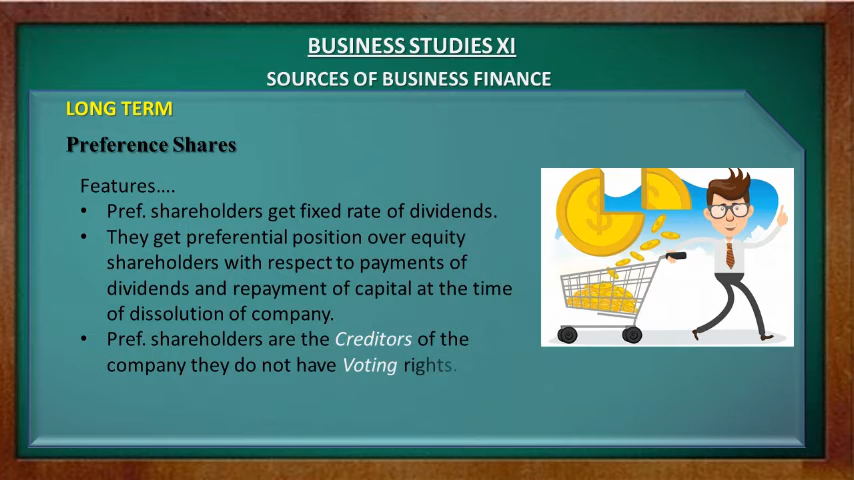 BUSINESS STUDIES XI
SOURCES OF BUSINESS FINANCE
LONG TERM
Preference Shares
Features....
• Pref. shareholders get fixed rate of dividends.
• They get preferential position over equity
shareholders with respect to payments of
dividends and repayment of capital at the time
of dissolution of company.
• Pref. shareholders are the Creditors of the
company they do not have Voting rights.